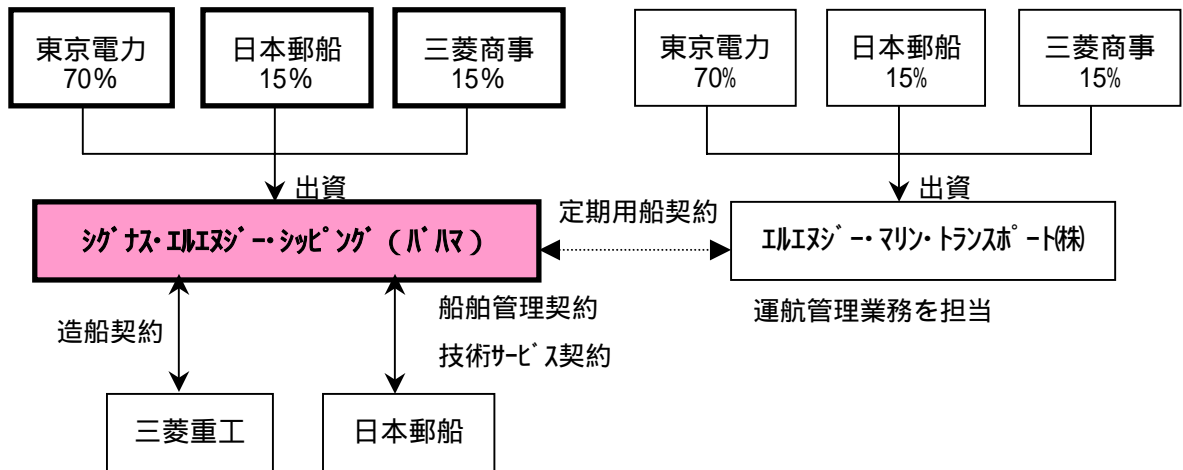 東京電力
70%
日本郵船
15%
三菱商事
15%
東京電力
70%
日本郵船
15%
三菱商事
15%
出資
出資
シグナス・エルエヌジー・シッピング（バハマ）
定期用船契約
エルエヌジー・マリン・トランスポート㈱
造船契約
船舶管理契約
技術サービス契約
運航管理業務を担当
三菱重工
日本郵船